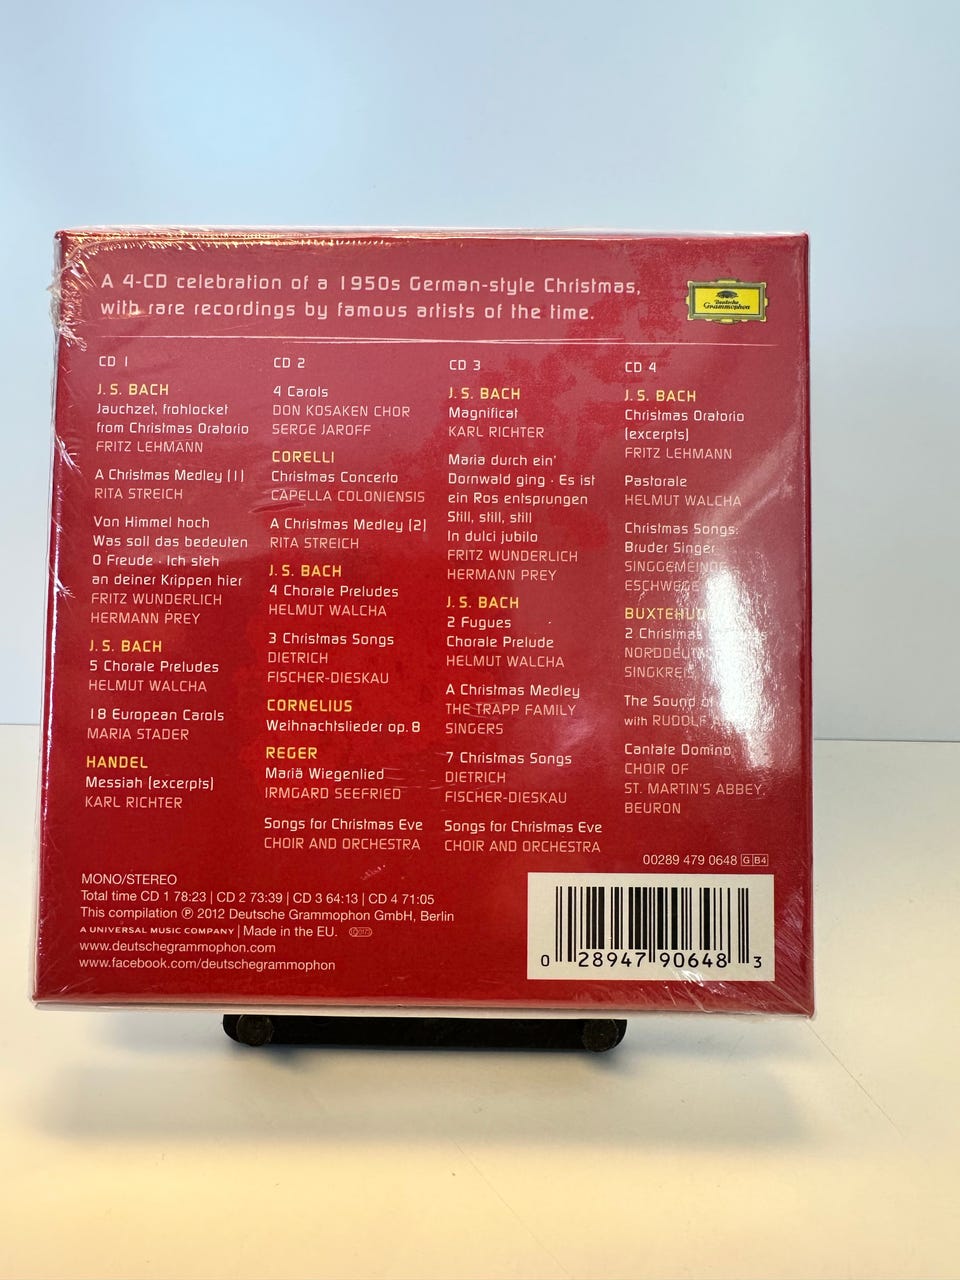 A 4-CD celebration of a 1950s German-style Christmas,
with rare recordings by famous artists of the time.
Deutsche
Grammophon
CD 1
J. S. BACH
Jauchzet, frohlocket
from Christmas Oratorio
FRITZ LEHMANN
A Christmas Medley (1)
RITA STREICH
Von Himmel hoch
Was soll das bedeuten
O Freude · Ich steh
an deiner Krippen hier
FRITZ WUNDERLICH
HERMANN PREY
J. S. BACH
5 Chorale Preludes
HELMUT WALCHA
18 European Carols
MARIA STADER
HANDEL
Messiah (excerpts)
KARL RICHTER
CD 2
4 Carols
DON KOSAKEN CHOR
SERGE JAROFF
CORELLI
Christmas Concerto
CAPELLA COLONIENSIS
A Christmas Medley (2)
RITA STREICH
J. S. BACH
4 Chorale Preludes
HELMUT WALCHA
3 Christmas Songs
DIETRICH
FISCHER-DIESKAU
CORNELIUS
Weihnachtslieder op. 8
REGER
Mariä Wiegenlied
IRMGARD SEEFRIED
Songs for Christmas Eve
CHOIR AND ORCHESTRA
CD 3
J. S. BACH
Magnificat
KARL RICHTER
Maria durch ein'
Dornwald ging · Es ist
ein Ros entsprungen
Still, still, still
In dulci jubilo
FRITZ WUNDERLICH
HERMANN PREY
J. S. BACH
2 Fugues
Chorale Prelude
HELMUT WALCHA
A Christmas Medley
THE TRAPP FAMILY
SINGERS
7 Christmas Songs
DIETRICH
FISCHER-DIESKAU
Songs for Christmas Eve
CHOIR AND ORCHESTRA
CD 4
J. S. BACH
Christmas Oratorio
(excerpts)
FRITZ LEHMANN
Pastorale
HELMUT WALCHA
Christmas Songs:
Bruder Singer
SINGGEMEINDE
ESCHWEGE
BUXTEHUDE
2 Christmas
SINGKREIS
The Sound
with RUDOLF
Cantate Domino
CHOIR OF
ST. MARTIN'S ABBEY,
BEURON
00289 479 0648 GB4
MONO/STEREO
Total time CD 1 78:23 | CD 2 73:39 | CD 3 64:13 | CD 4 71:05
This compilation ℗ 2012 Deutsche Grammophon GmbH, Berlin
A UNIVERSAL MUSIC COMPANY | Made in the EU.
www.deutschegrammophon.com
www.facebook.com/deutschegrammophon
0 28947 90648 3